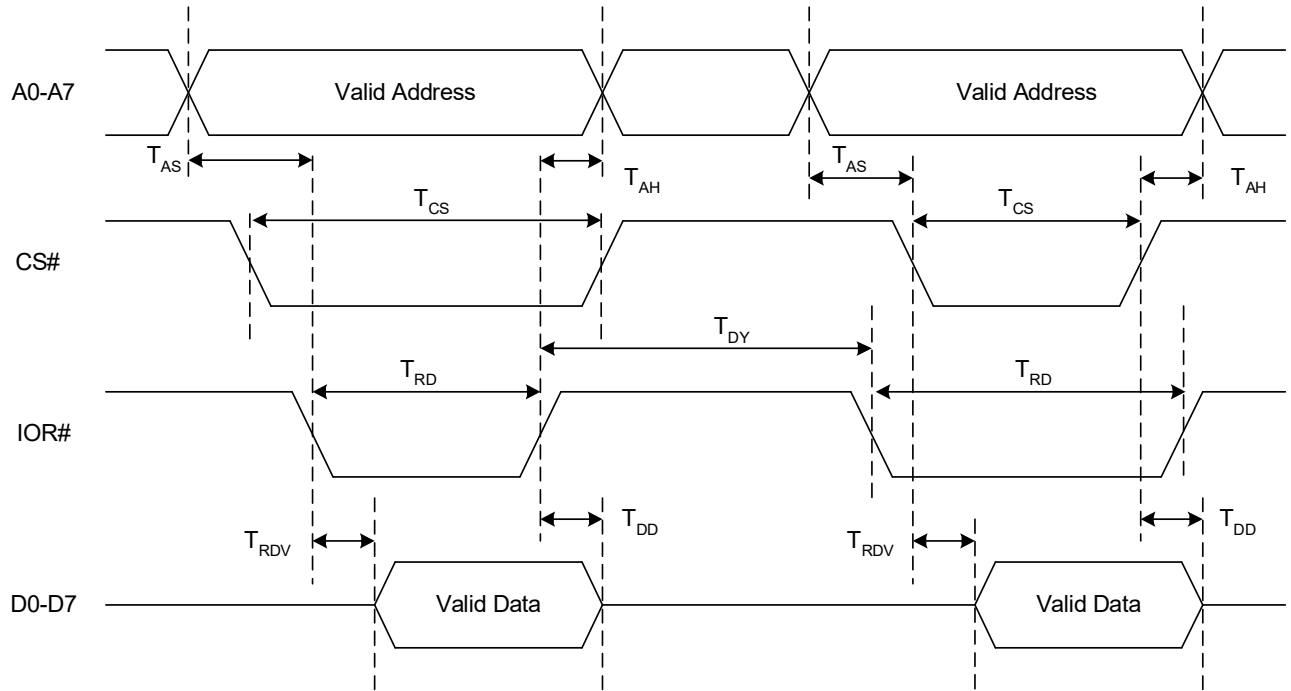 A0-A7
Valid Address
Valid Address
TAS
TAH
TAS
TAH
TCS
TCS
CS#
TDY
TRD
TRD
IOR#
TRDV
TDD
TRDV
TDD
D0-D7
Valid Data
Valid Data